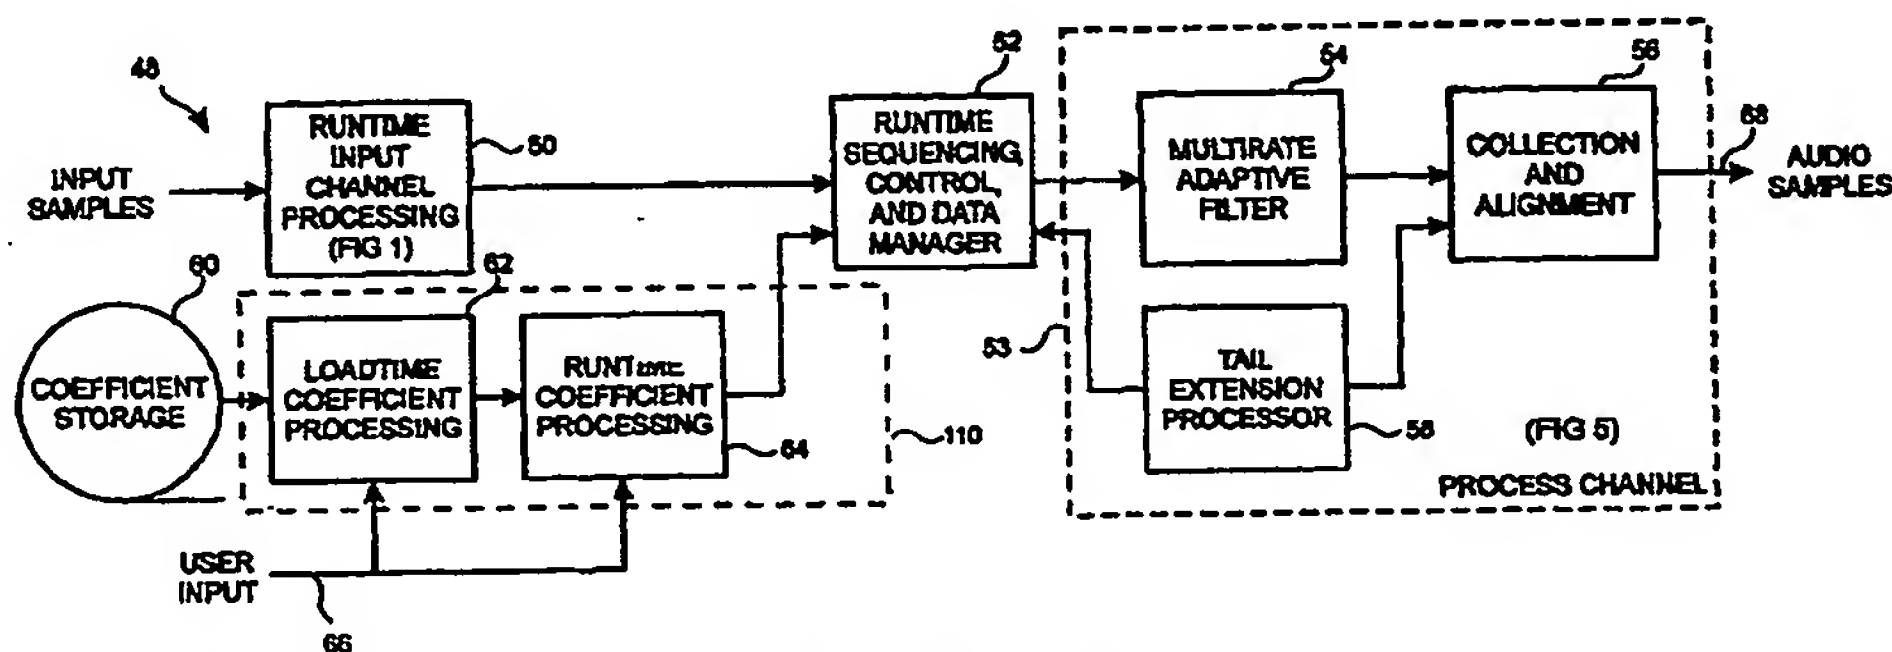 48
INPUT
SAMPLES
RUNTIME
INPUT
CHANNEL
PROCESSING
(FIG 1)
50
52
RUNTIME
SEQUENCING,
CONTROL,
AND DATA
MANAGER
54
MULTIRATE
ADAPTIVE
FILTER
56
COLLECTION
AND
ALIGNMENT
68
AUDIO
SAMPLES
60
COEFFICIENT
STORAGE
62
LOADTIME
COEFFICIENT
PROCESSING
RUNTIME
COEFFICIENT
PROCESSING
64
110
53
TAIL
EXTENSION
PROCESSOR
58
(FIG 5)
PROCESS CHANNEL
USER
INPUT
66